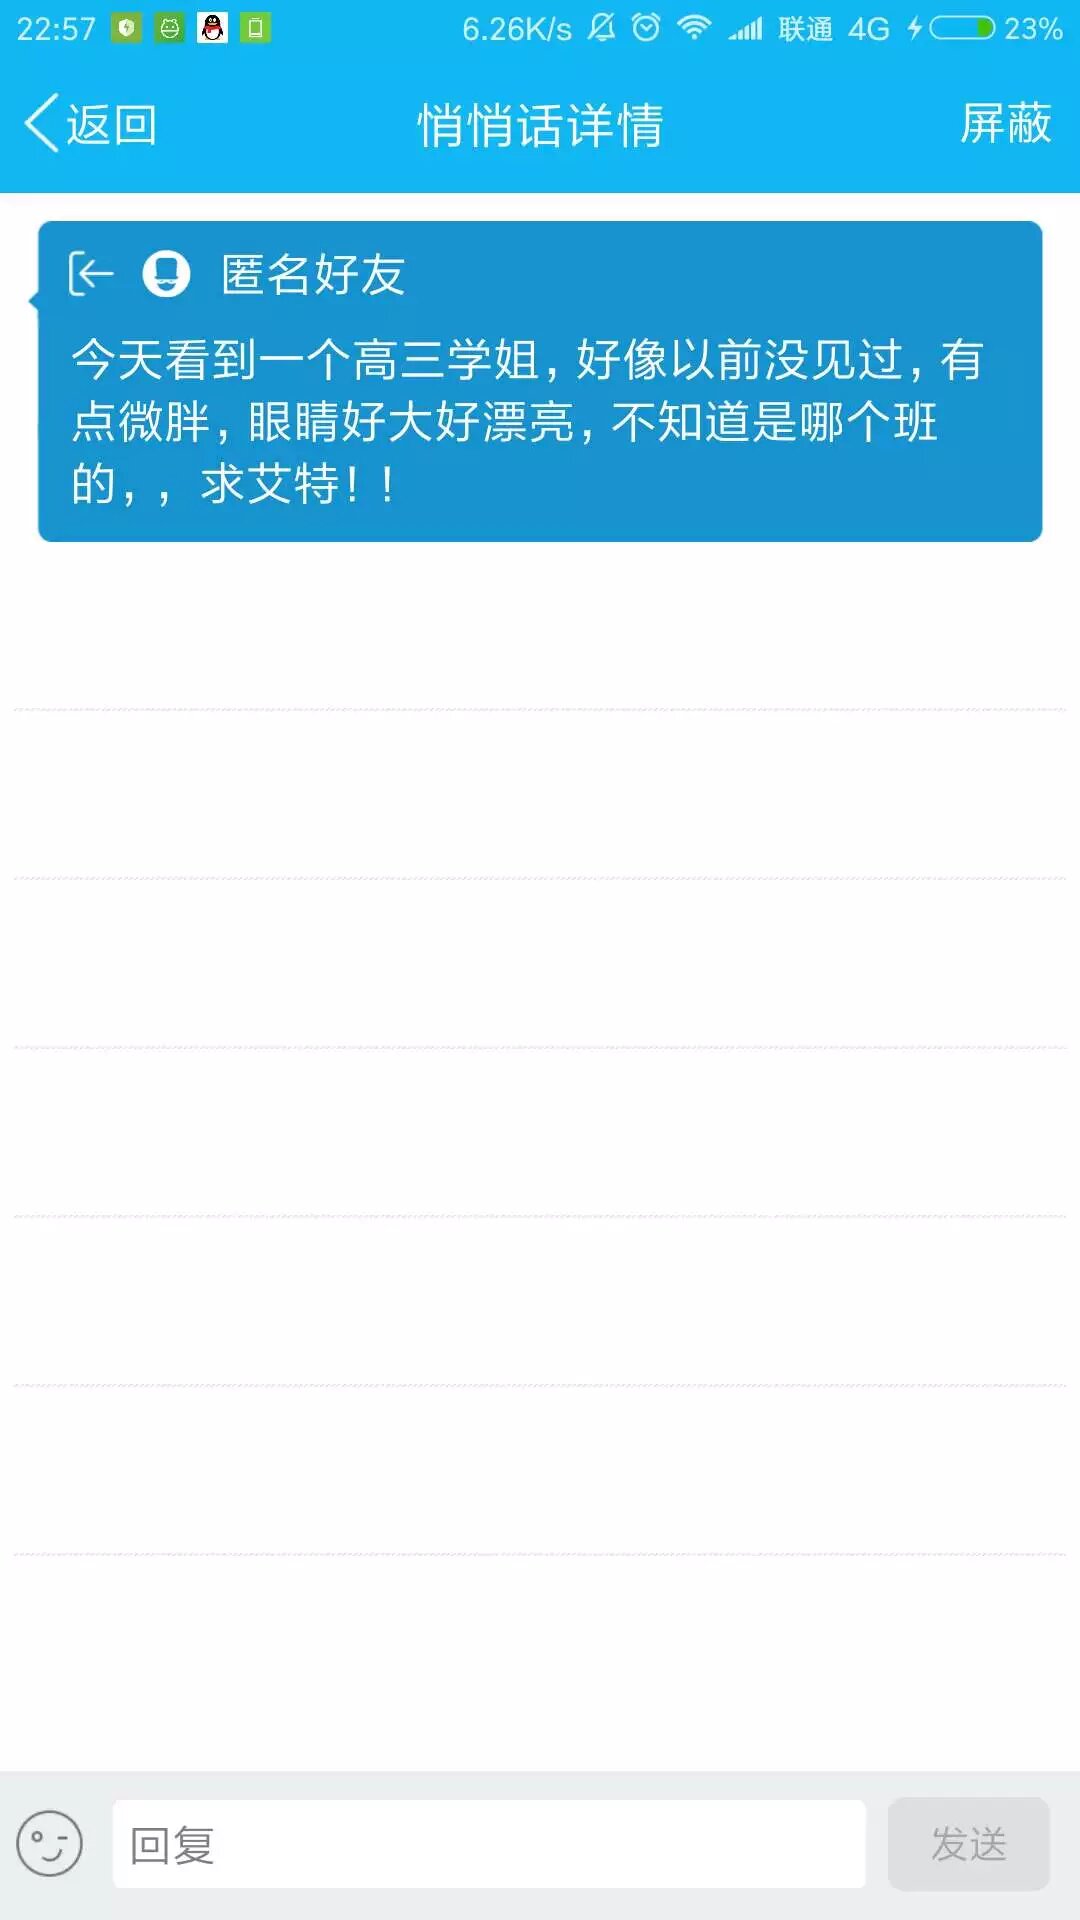 22:57 6.26K/s 联通 4G 23%
返回 悄悄话详情 屏蔽
匿名好友
今天看到一个高三学姐,好像以前没见过,有
点微胖,眼睛好大好漂亮,不知道是哪个班
的,，求艾特！！
回复 发送